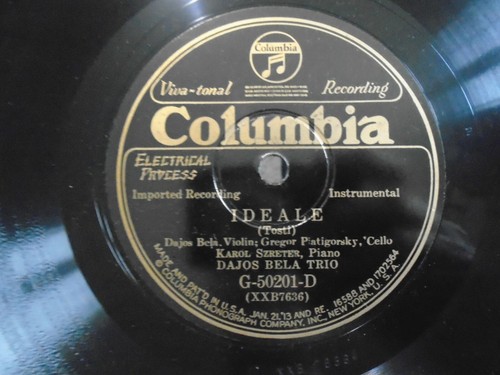 Columbia
Viva-tonal Recording
Columbia
ELECTRICAL
PROCESS
Imported Recording Instrumental
IDEALE
(Tosti)
Dajos Bela, Violin; Gregor Piatigorsky, 'Cello
KAROL SZRETER, Piano
DAJOS BELA TRIO
G-50201-D
(XXB7636)
MADE AND PAT'D IN U.S.A. JAN. 21, '13 AND RE. 16588 AND 1702564
© COLUMBIA PHONOGRAPH COMPANY, INC., NEW YORK, U.S.A.